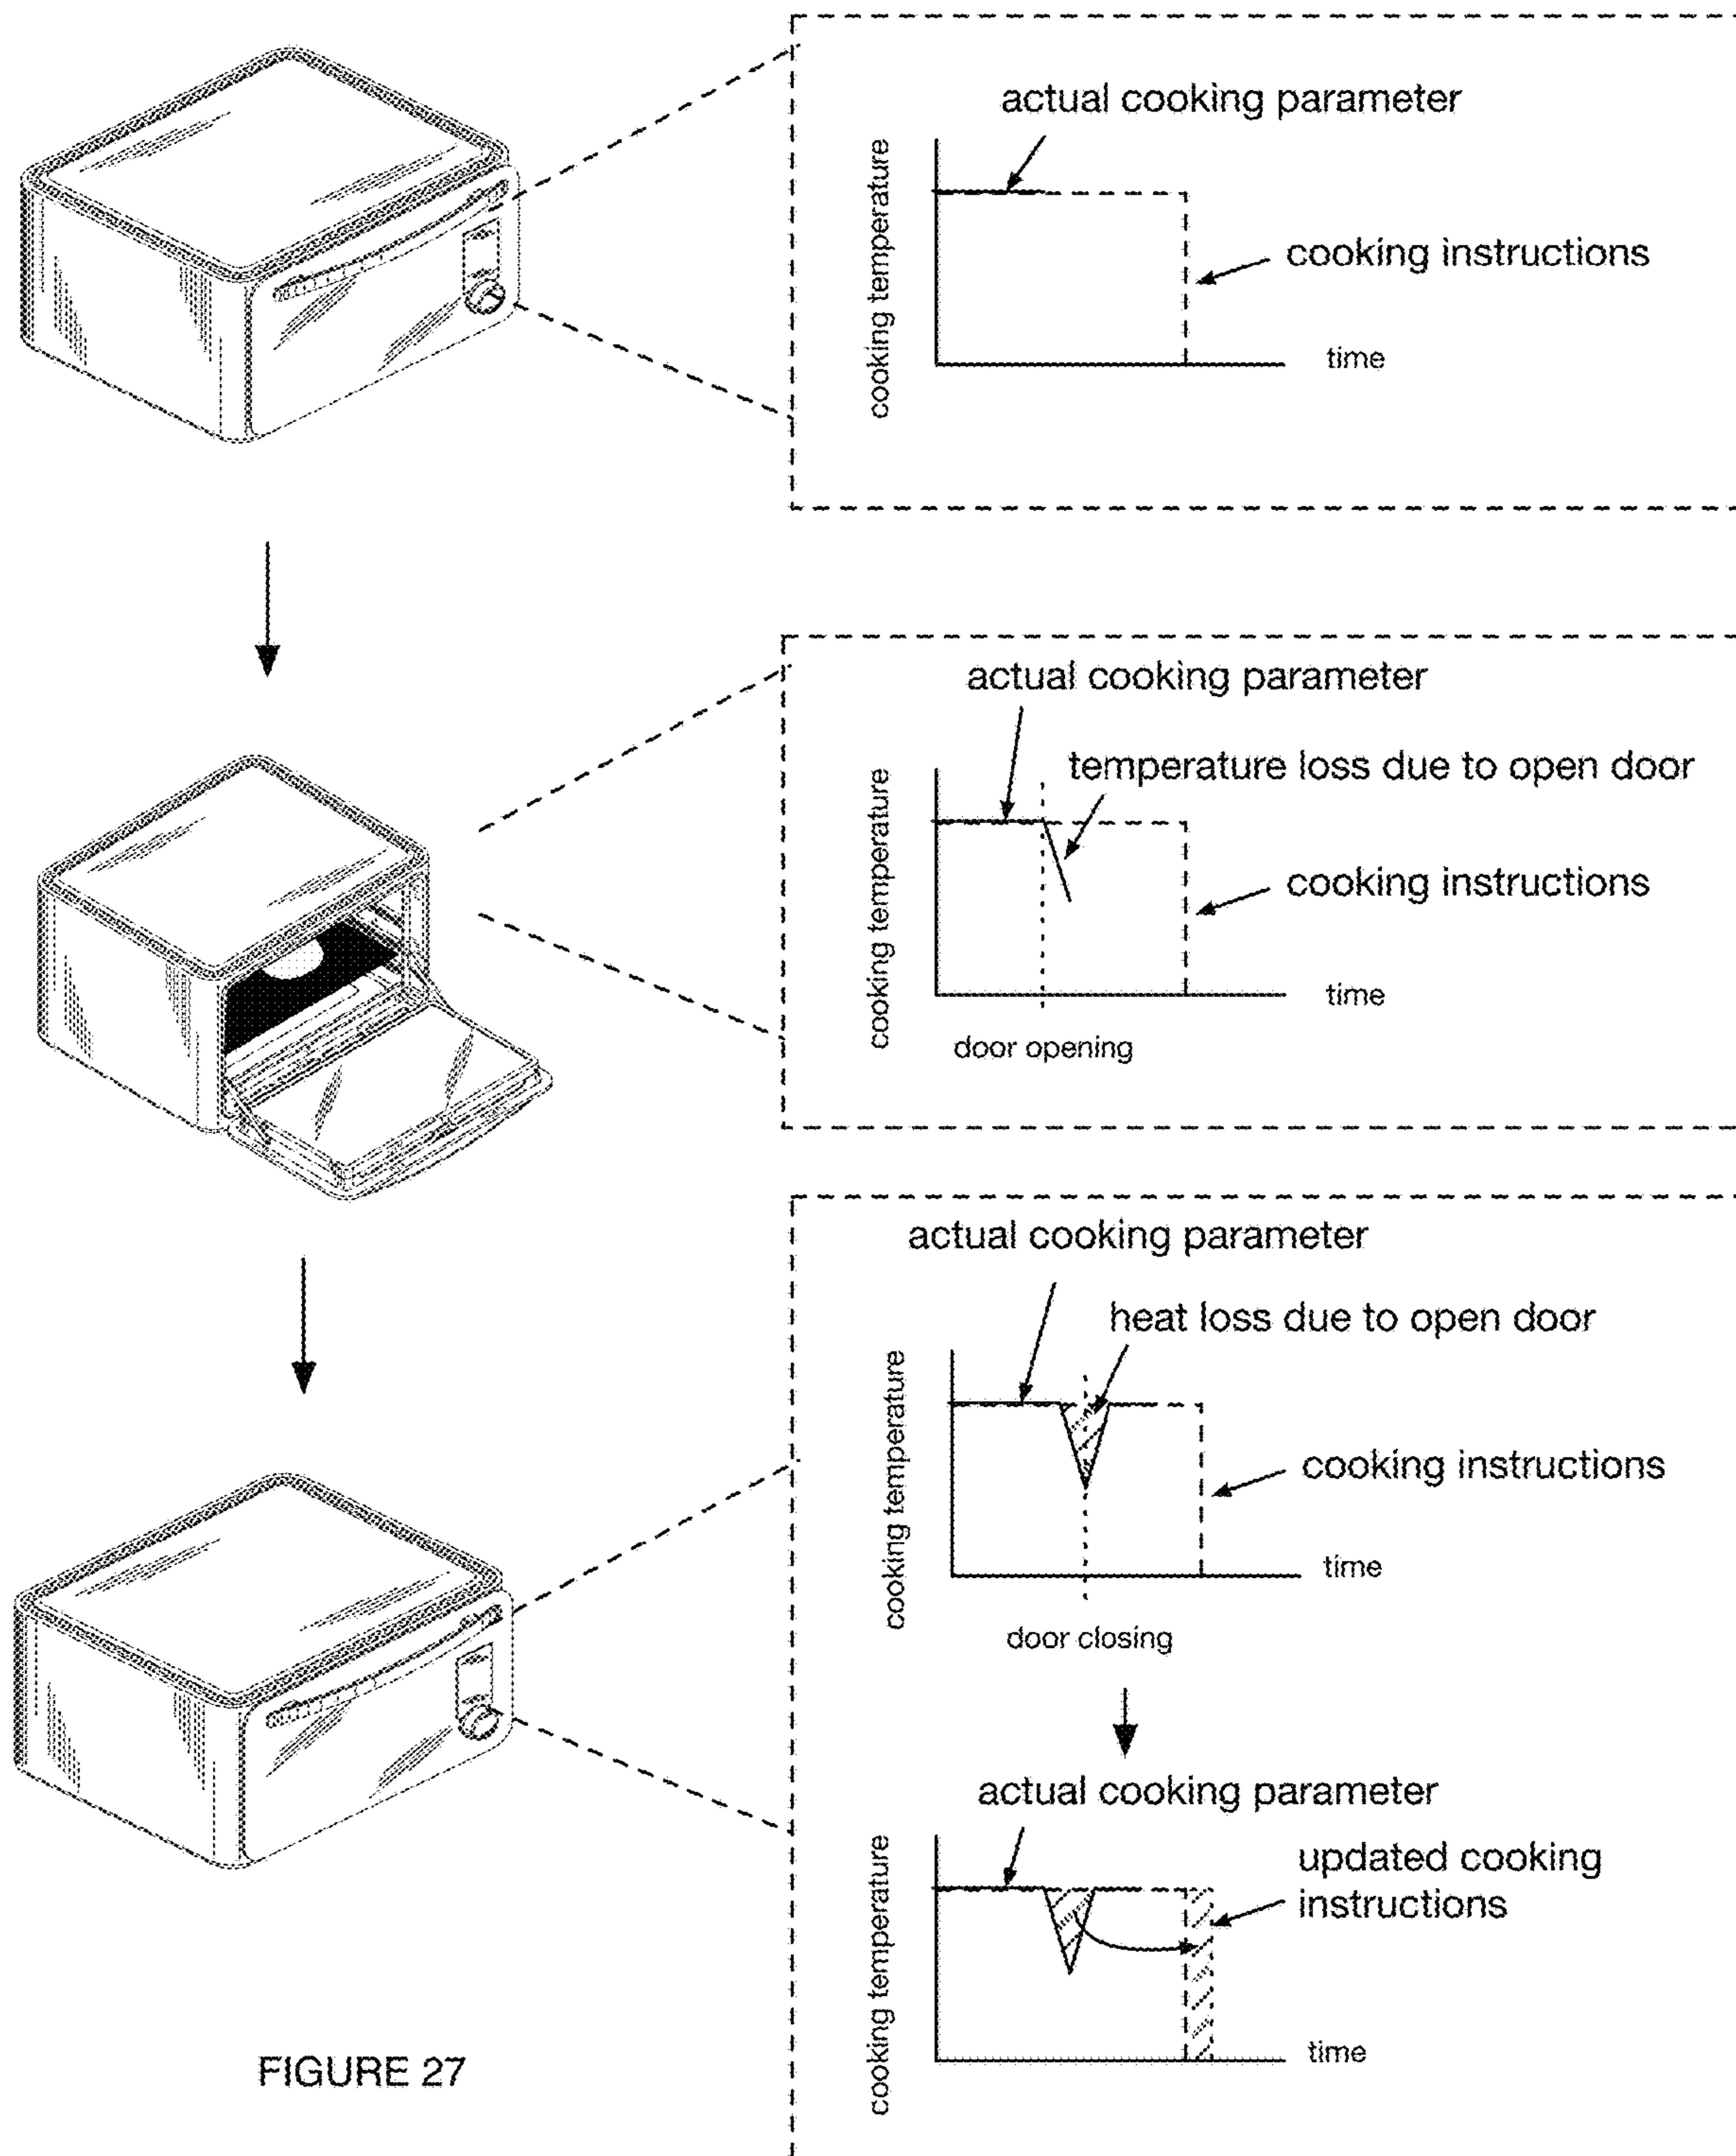 actual cooking parameter
cooking temperature
cooking instructions
time
actual cooking parameter
temperature loss due to open door
cooking temperature
cooking instructions
time
door opening
actual cooking parameter
heat loss due to open door
cooking temperature
cooking instructions
time
door closing
actual cooking parameter
updated cooking
instructions
cooking temperature
time
FIGURE 27